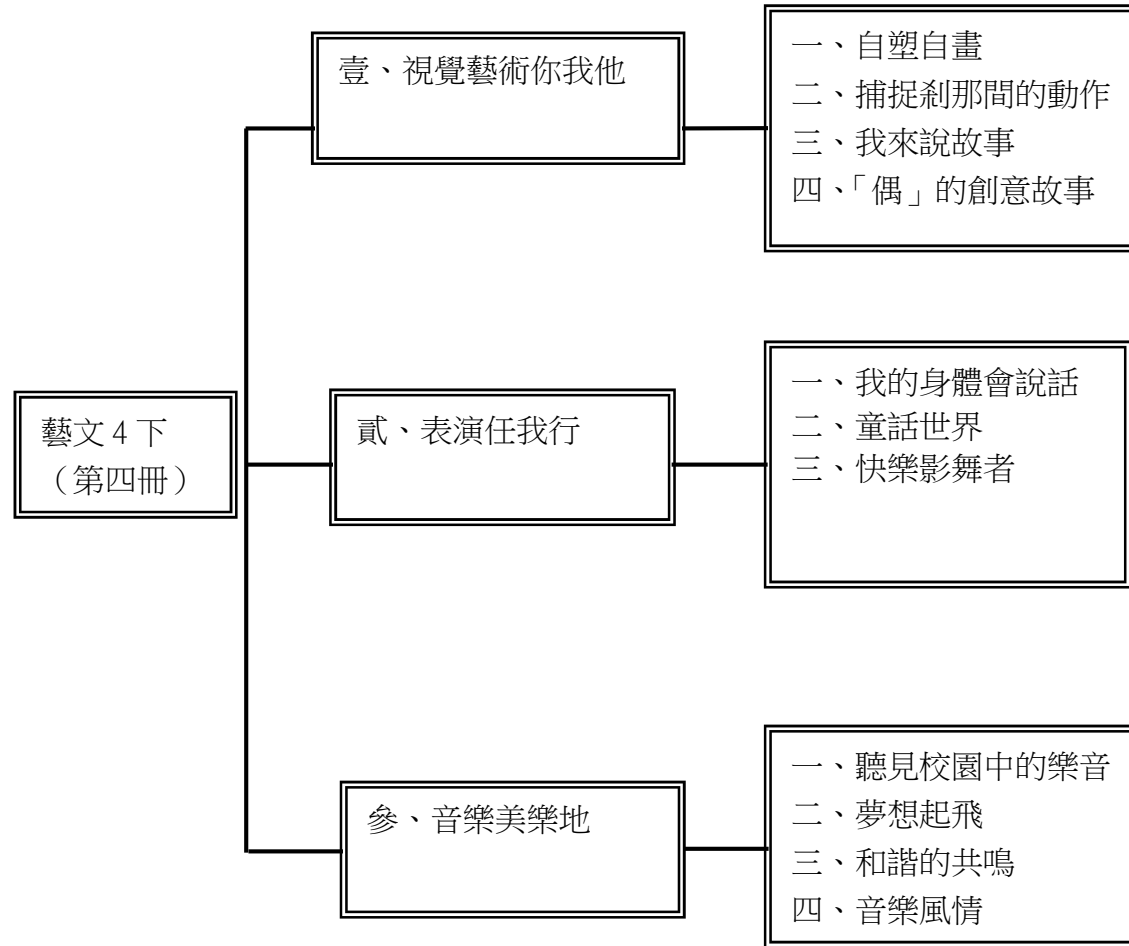 壹、視覺藝術你我他
一、自塑自畫
二、捕捉剎那間的動作
三、我來說故事
四、「偶」的創意故事
藝文 4 下
（第四冊）
貳、表演任我行
一、我的身體會說話
二、童話世界
三、快樂影舞者
參、音樂美樂地
一、聽見校園中的樂音
二、夢想起飛
三、和諧的共鳴
四、音樂風情